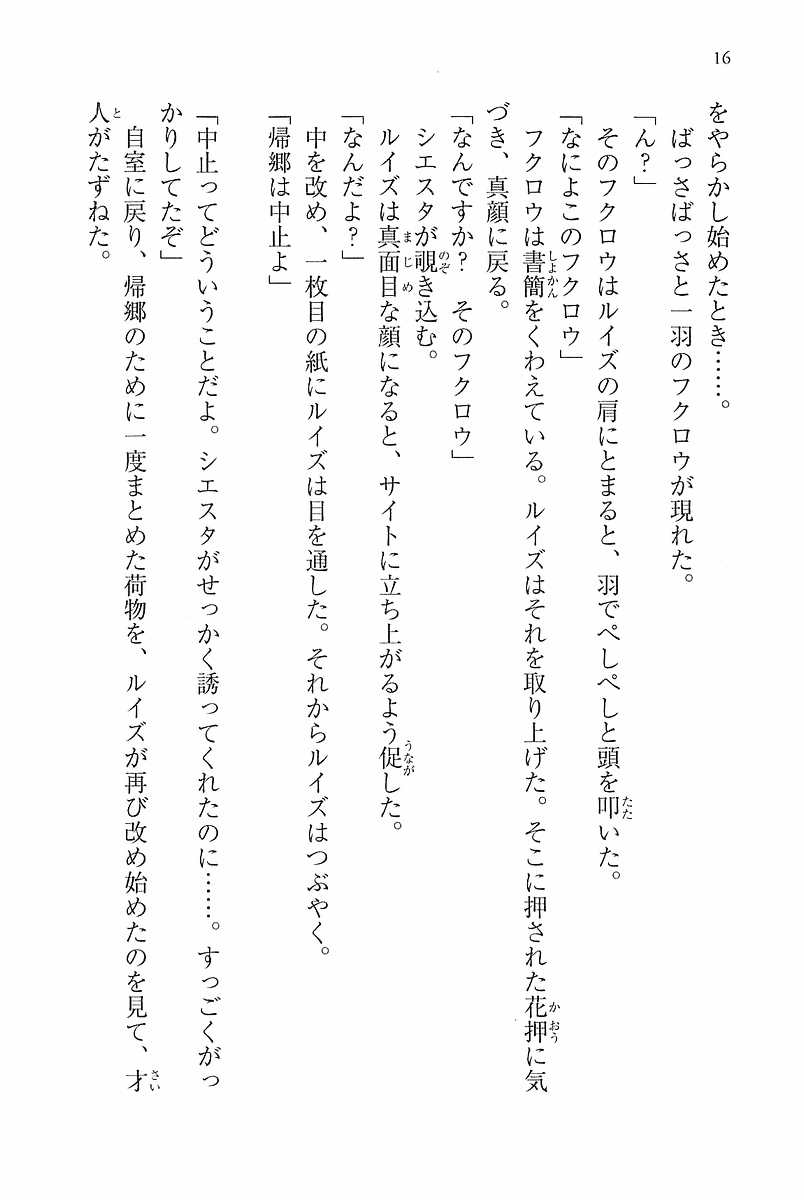 16
をやらかし始めたとき……。
ばっさばっさと一羽のフクロウが現れた。
「ん?」
そのフクロウはルイズの肩にとまると、羽でぺしぺしと頭を叩いた。
「なによこのフクロウ」
フクロウは書簡をくわえている。ルイズはそれを取り上げた。そこに押された花押に気
づき、真顔に戻る。
「なんですか? そのフクロウ」
シエスタが覗き込む。
ルイズは真面目な顔になると、サイトに立ち上がるよう促した。
「なんだよ?」
中を改め、一枚目の紙にルイズは目を通した。それからルイズはつぶやく。
「帰郷は中止よ」
「中止ってどういうことだよ。シエスタがせっかく誘ってくれたのに……。すっごくがっ
かりしてたぞ」
自室に戻り、帰郷のために一度まとめた荷物を、ルイズが再び改め始めたのを見て、才
人がたずねた。